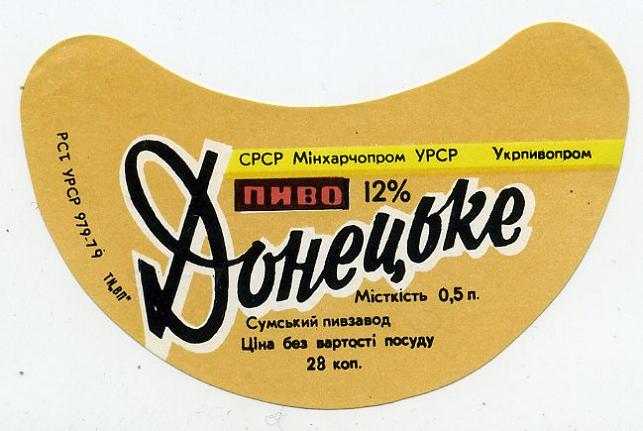 СРСР Мінхарчопром УРСР Укрпивопром
ПИВО 12%
Донецьке
Місткість 0,5 л.
Сумський пивзавод
Ціна без вартості посуду
28 коп.
РСТ УРСР 979-79